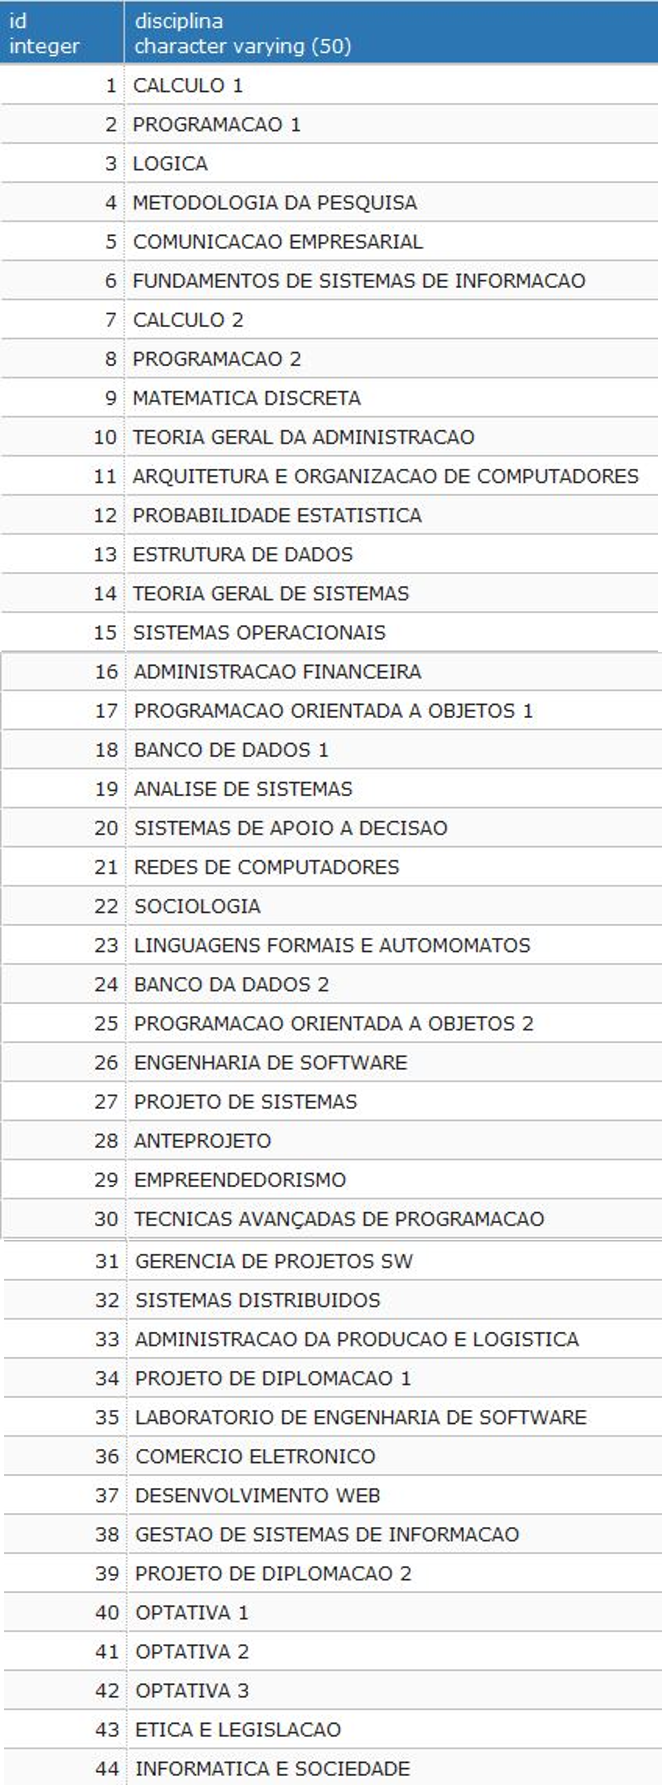 id disciplina
integer character varying (50)
1 CALCULO 1
2 PROGRAMACAO 1
3 LOGICA
4 METODOLOGIA DA PESQUISA
5 COMUNICACAO EMPRESARIAL
6 FUNDAMENTOS DE SISTEMAS DE INFORMACAO
7 CALCULO 2
8 PROGRAMACAO 2
9 MATEMATICA DISCRETA
10 TEORIA GERAL DA ADMINISTRACAO
11 ARQUITETURA E ORGANIZACAO DE COMPUTADORES
12 PROBABILIDADE ESTATISTICA
13 ESTRUTURA DE DADOS
14 TEORIA GERAL DE SISTEMAS
15 SISTEMAS OPERACIONAIS
16 ADMINISTRACAO FINANCEIRA
17 PROGRAMACAO ORIENTADA A OBJETOS 1
18 BANCO DE DADOS 1
19 ANALISE DE SISTEMAS
20 SISTEMAS DE APOIO A DECISAO
21 REDES DE COMPUTADORES
22 SOCIOLOGIA
23 LINGUAGENS FORMAIS E AUTOMOMATOS
24 BANCO DA DADOS 2
25 PROGRAMACAO ORIENTADA A OBJETOS 2
26 ENGENHARIA DE SOFTWARE
27 PROJETO DE SISTEMAS
28 ANTEPROJETO
29 EMPREENDEDORISMO
30 TECNICAS AVANÇADAS DE PROGRAMACAO
31 GERENCIA DE PROJETOS SW
32 SISTEMAS DISTRIBUIDOS
33 ADMINISTRACAO DA PRODUCAO E LOGISTICA
34 PROJETO DE DIPLOMACAO 1
35 LABORATORIO DE ENGENHARIA DE SOFTWARE
36 COMERCIO ELETRONICO
37 DESENVOLVIMENTO WEB
38 GESTAO DE SISTEMAS DE INFORMACAO
39 PROJETO DE DIPLOMACAO 2
40 OPTATIVA 1
41 OPTATIVA 2
42 OPTATIVA 3
43 ETICA E LEGISLACAO
44 INFORMATICA E SOCIEDADE